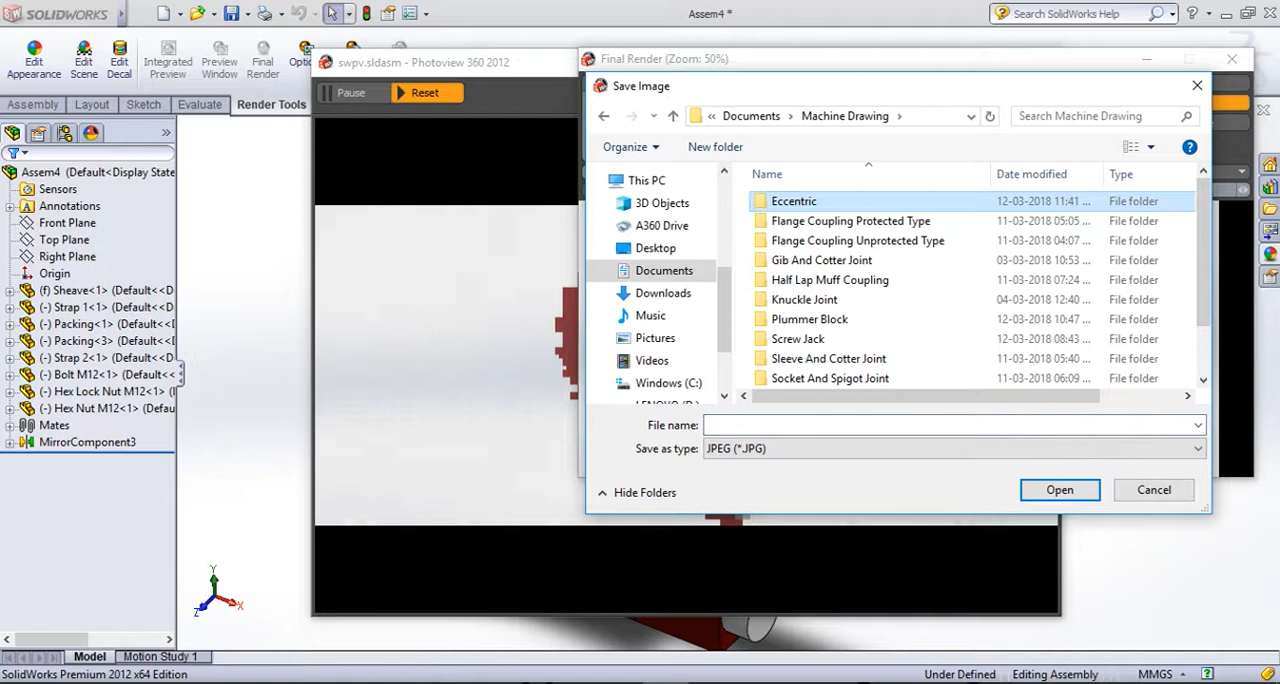 SOLIDWORKS
Assem4 *
Search SolidWorks Help
Edit Appearance
Edit Scene
Edit Decal
Integrated Preview
Preview Window
Final Render
Optio
Assembly
Layout
Sketch
Evaluate
Render Tools
Assem4 (Default<Display State
Sensors
Annotations
Front Plane
Top Plane
Right Plane
Origin
(f) Sheave<1> (Default<<D
(-) Strap 1<1> (Default<<D
(-) Packing<1> (Default<<D
(-) Packing<3> (Default<<D
(-) Strap 2<1> (Default<<D
(-) Bolt M12<1> (Default<<
(-) Hex Lock Nut M12<1> (
(-) Hex Nut M12<1> (Defau
Mates
MirrorComponent3
swpv.sldasm - Photoview 360 2012
Pause
Reset
Final Render (Zoom: 50%)
Save Image
« Documents > Machine Drawing >
Search Machine Drawing
Organize
New folder
This PC
3D Objects
A360 Drive
Desktop
Documents
Downloads
Music
Pictures
Videos
Windows (C:)
Name Date modified Type
Eccentric 12-03-2018 11:41 ... File folder
Flange Coupling Protected Type 11-03-2018 05:05 ... File folder
Flange Coupling Unprotected Type 11-03-2018 04:07 ... File folder
Gib And Cotter Joint 03-03-2018 10:53 ... File folder
Half Lap Muff Coupling 11-03-2018 07:24 ... File folder
Knuckle Joint 04-03-2018 12:40 ... File folder
Plummer Block 12-03-2018 10:47 ... File folder
Screw Jack 12-03-2018 08:43 ... File folder
Sleeve And Cotter Joint 11-03-2018 05:40 ... File folder
Socket And Spigot Joint 11-03-2018 06:09 ... File folder
File name:
Save as type: JPEG (*.JPG)
Hide Folders
Open
Cancel
Y
X
Z
Model
Motion Study 1
SolidWorks Premium 2012 x64 Edition
Under Defined
Editing Assembly
MMGS